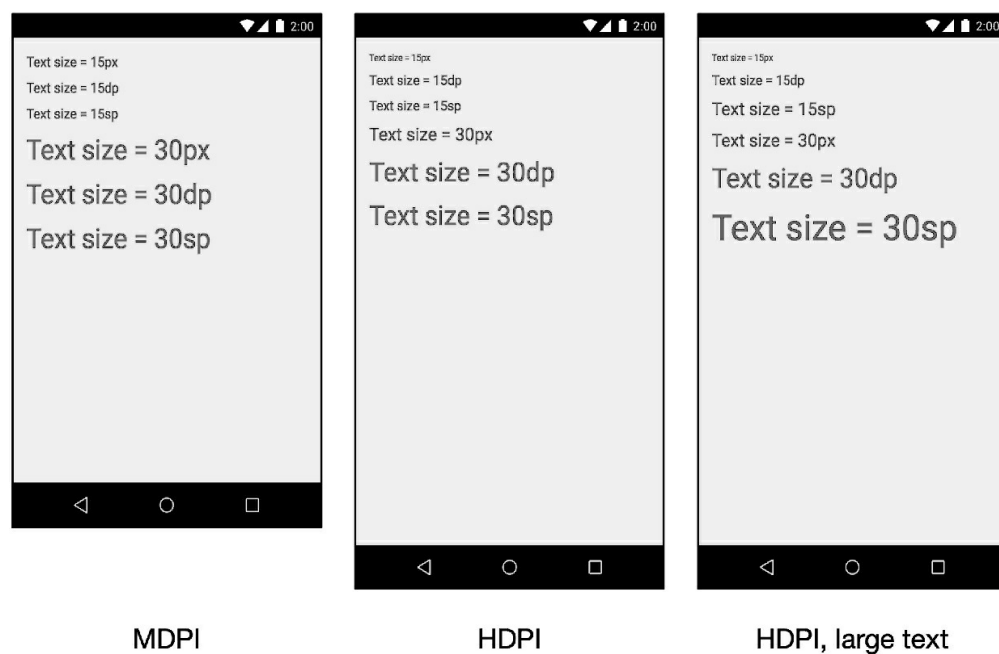 2:00
Text size = 15px
Text size = 15dp
Text size = 15sp
Text size = 30px
Text size = 30dp
Text size = 30sp
MDPI
2:00
Text size = 15px
Text size = 15dp
Text size = 15sp
Text size = 30px
Text size = 30dp
Text size = 30sp
HDPI
2:00
Text size = 15px
Text size = 15dp
Text size = 15sp
Text size = 30px
Text size = 30dp
Text size = 30sp
HDPI, large text